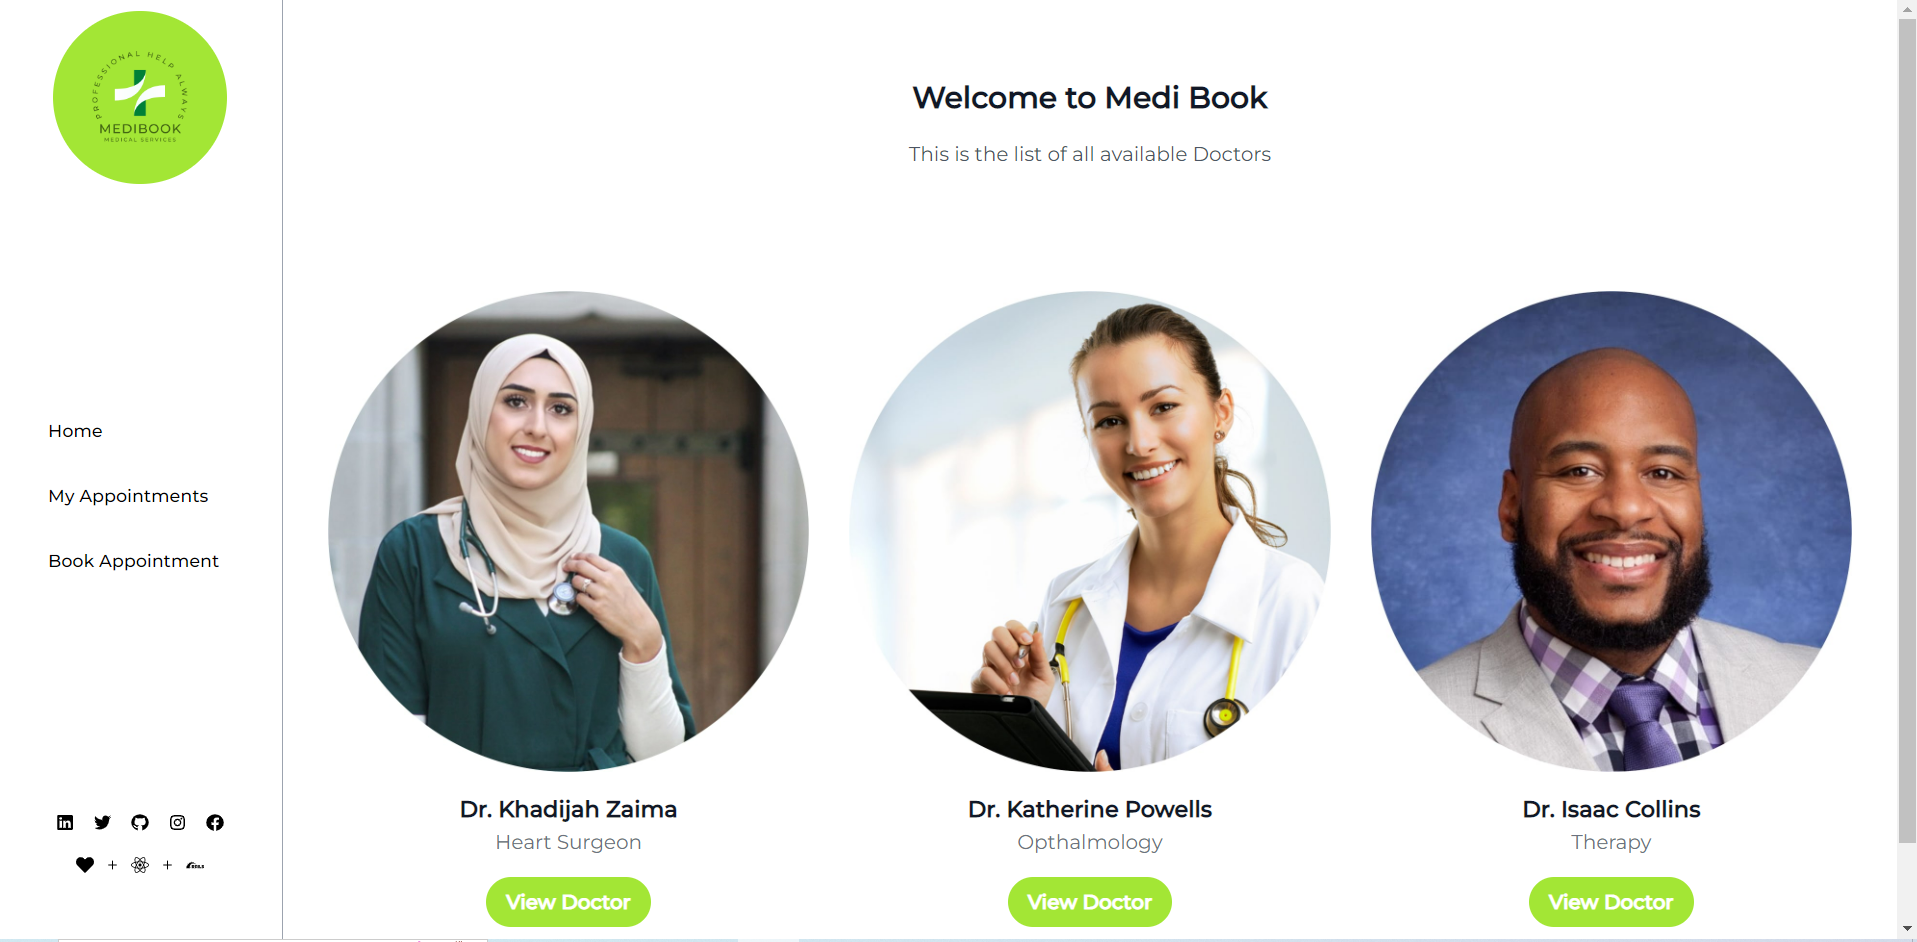 PROFESSIONAL HELP ALWAYS
MEDIBOOK
MEDICAL SERVICES
Home
My Appointments
Book Appointment
Welcome to Medi Book
This is the list of all available Doctors
Dr. Khadijah Zaima
Heart Surgeon
View Doctor
Dr. Katherine Powells
Opthalmology
View Doctor
Dr. Isaac Collins
Therapy
View Doctor
+ +